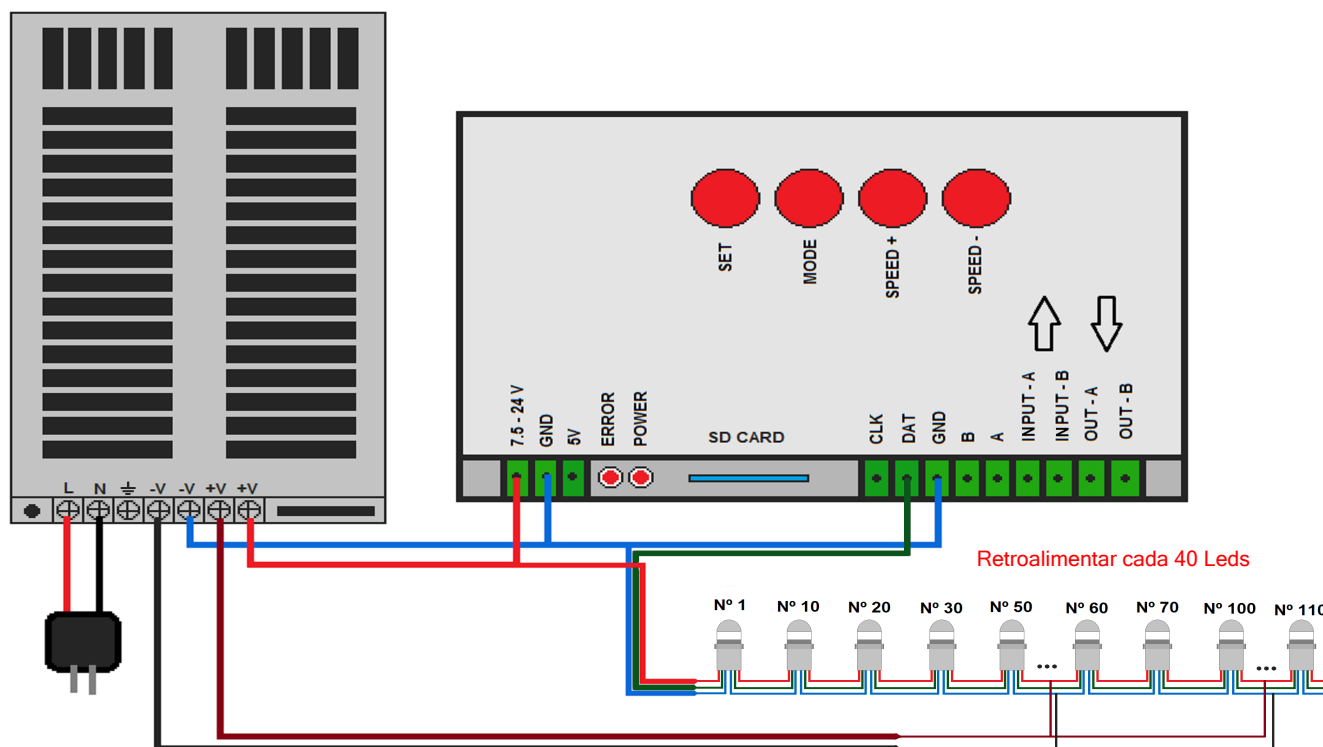 SET
MODE
SPEED +
SPEED -
7.5 - 24 V
GND
5V
ERROR
POWER
SD CARD
CLK
DAT
GND
B
A
INPUT - A
INPUT - B
OUT - A
OUT - B
L N -V -V +V +V
Retroalimentar cada 40 Leds
Nº 1 Nº 10 Nº 20 Nº 30 Nº 50 Nº 60 Nº 70 Nº 100 Nº 110
... ...